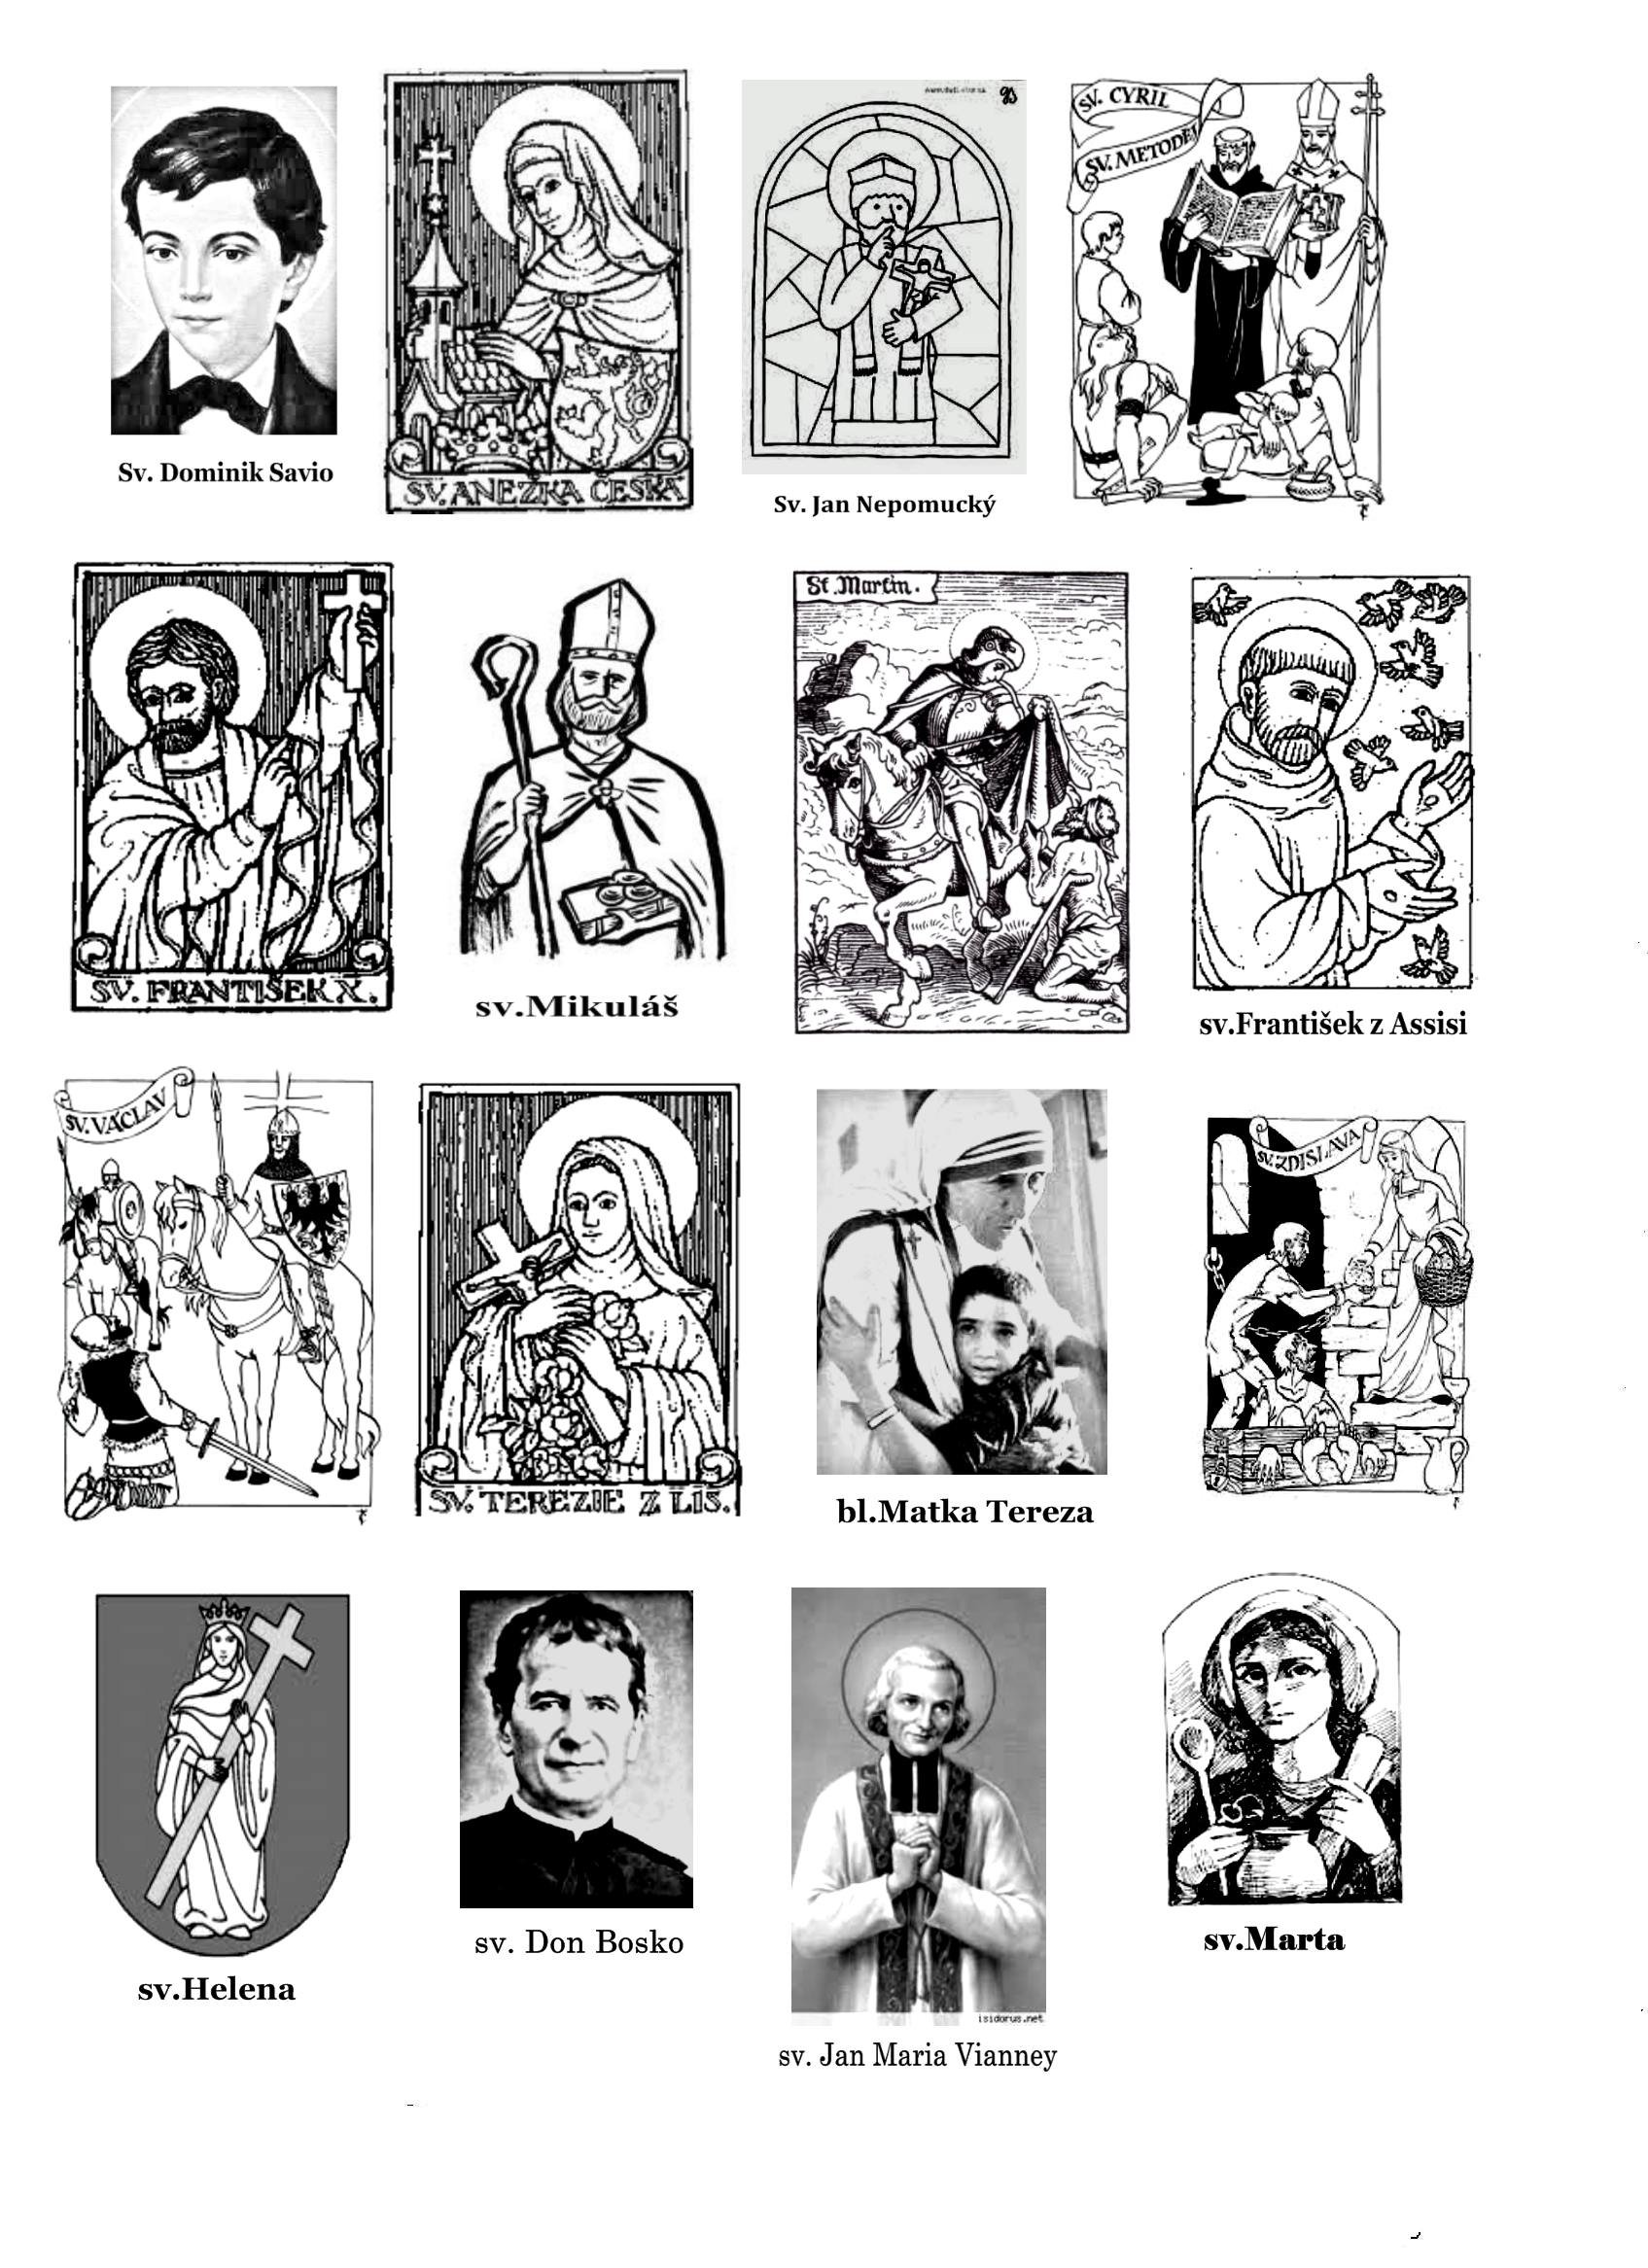 SV. CYRIL
SV. METODĚJ
Sv. Dominik Savio
SV. ANEŽKA ČESKÁ
Sv. Jan Nepomucký
St. Martin.
SV. FRANTIŠEK X.
sv.Mikuláš
sv.František z Assisi
SV. VÁCLAV
SV. ZDISLAVA
SV. TEREZIE Z LIS.
bl.Matka Tereza
sv.Helena
sv. Don Bosko
isidorus.net
sv. Jan Maria Vianney
sv.Marta